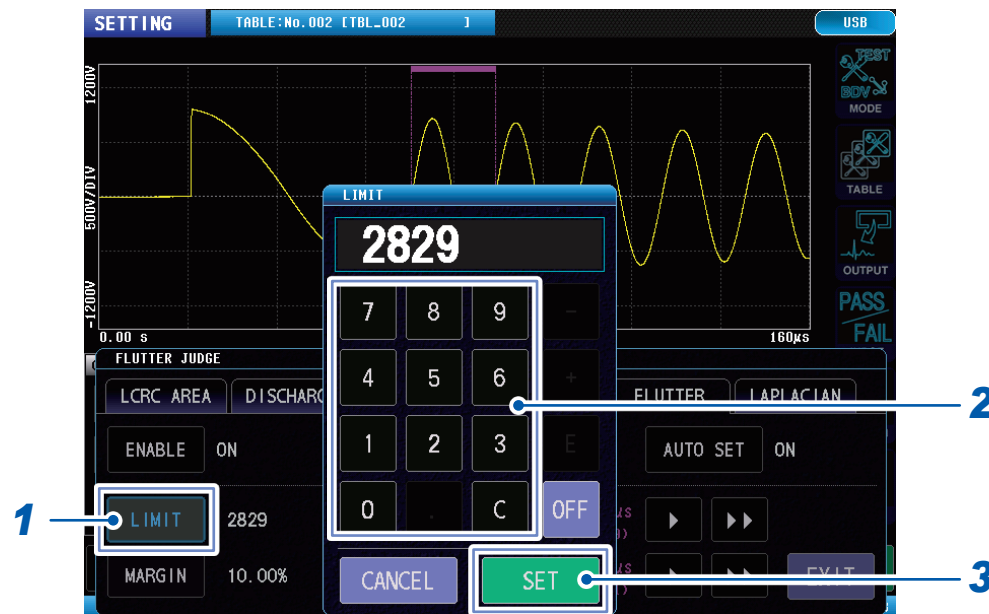 SETTING
TABLE:No.002 [TBL_002 ]
USB
1200V
500V/DIV
-1200V
0.00 s
160µs
TEST
BDV
MODE
TABLE
OUTPUT
PASS
FAIL
LIMIT
2829
7 8 9 -
4 5 6 +
1 2 3 E
0 . C OFF
CANCEL SET
FLUTTER JUDGE
LCRC AREA DISCHARG FLUTTER LAPLACIAN
ENABLE ON AUTO SET ON
LIMIT 2829
MARGIN 10.00% EXIT
1
2
3